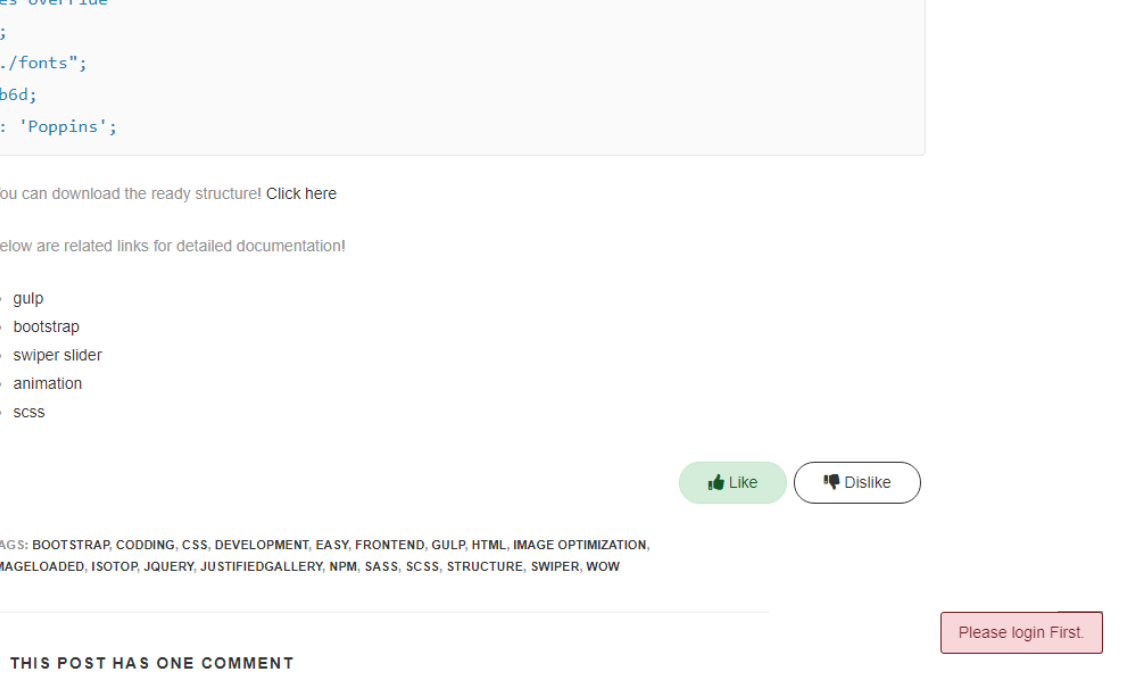 override
;
./fonts";
b6d;
: 'Poppins';
ou can download the ready structure! Click here
elow are related links for detailed documentation!
gulp
bootstrap
swiper slider
animation
scss
Like
Dislike
AGS: BOOTSTRAP, CODDING, CSS, DEVELOPMENT, EASY, FRONTEND, GULP, HTML, IMAGE OPTIMIZATION,
MAGELOADED, ISOTOP, JQUERY, JUSTIFIEDGALLERY, NPM, SASS, SCSS, STRUCTURE, SWIPER, WOW
Please login First.
THIS POST HAS ONE COMMENT